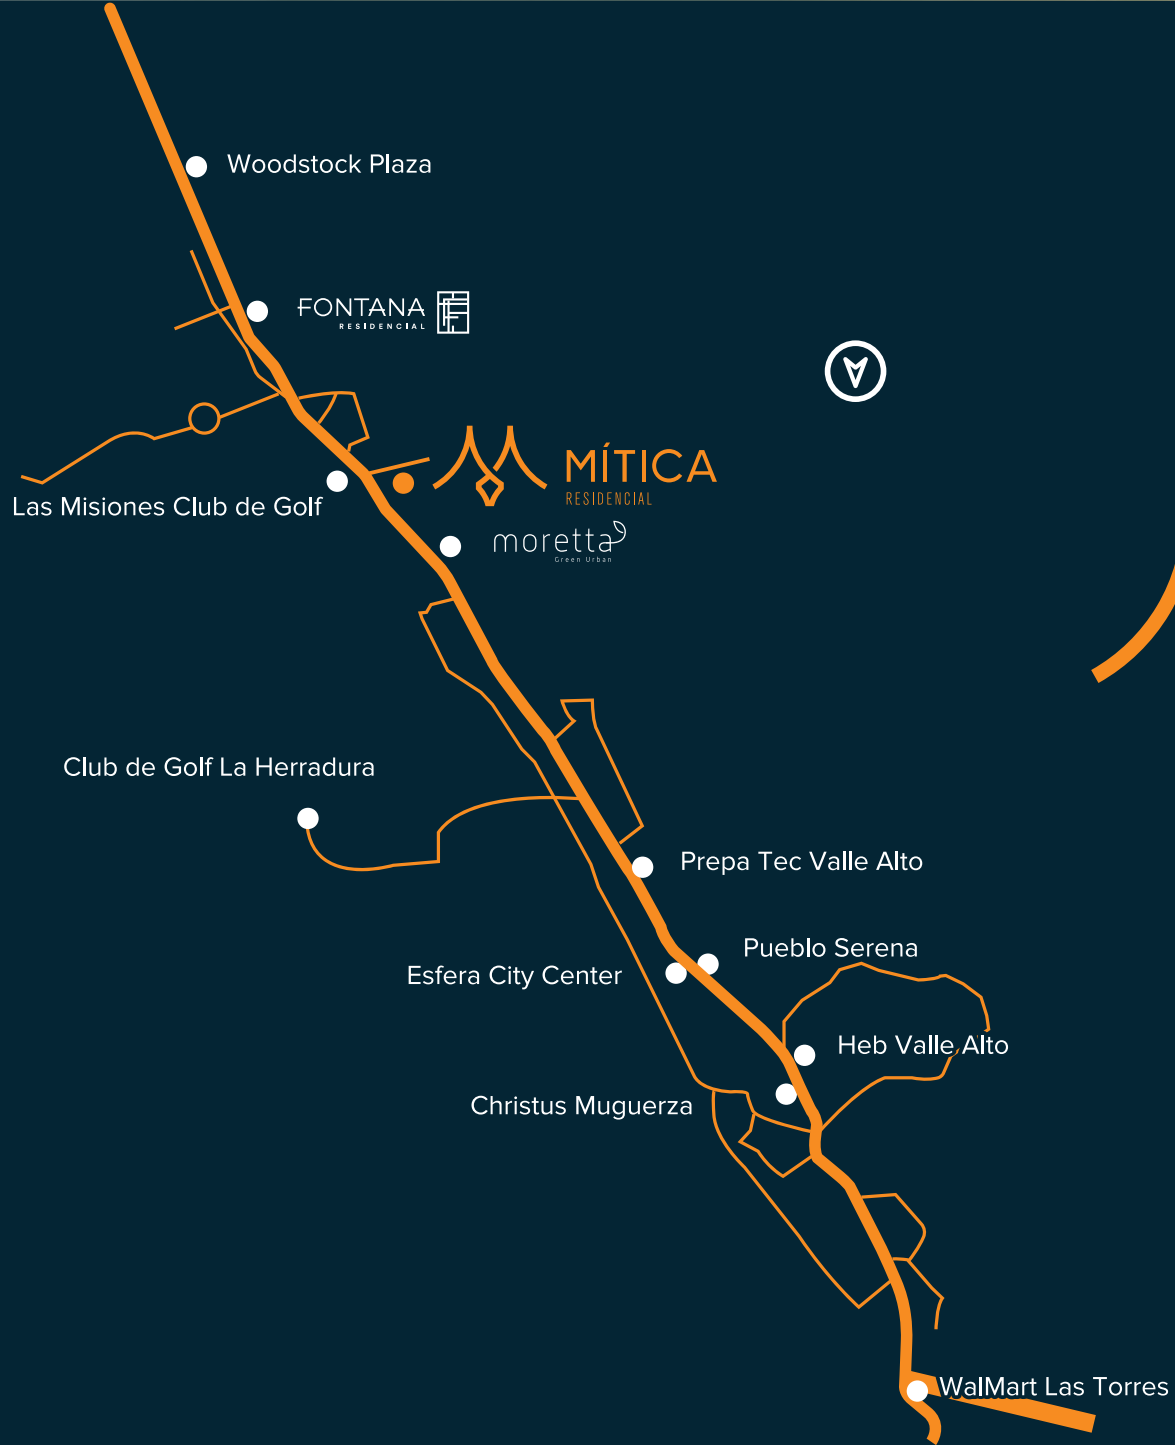 Woodstock Plaza
FONTANA
RESIDENCIAL
MÍTICA
RESIDENCIAL
Las Misiones Club de Golf
moretta
Green Urban
Club de Golf La Herradura
Prepa Tec Valle Alto
Pueblo Serena
Esfera City Center
Heb Valle Alto
Christus Muguerza
WalMart Las Torres